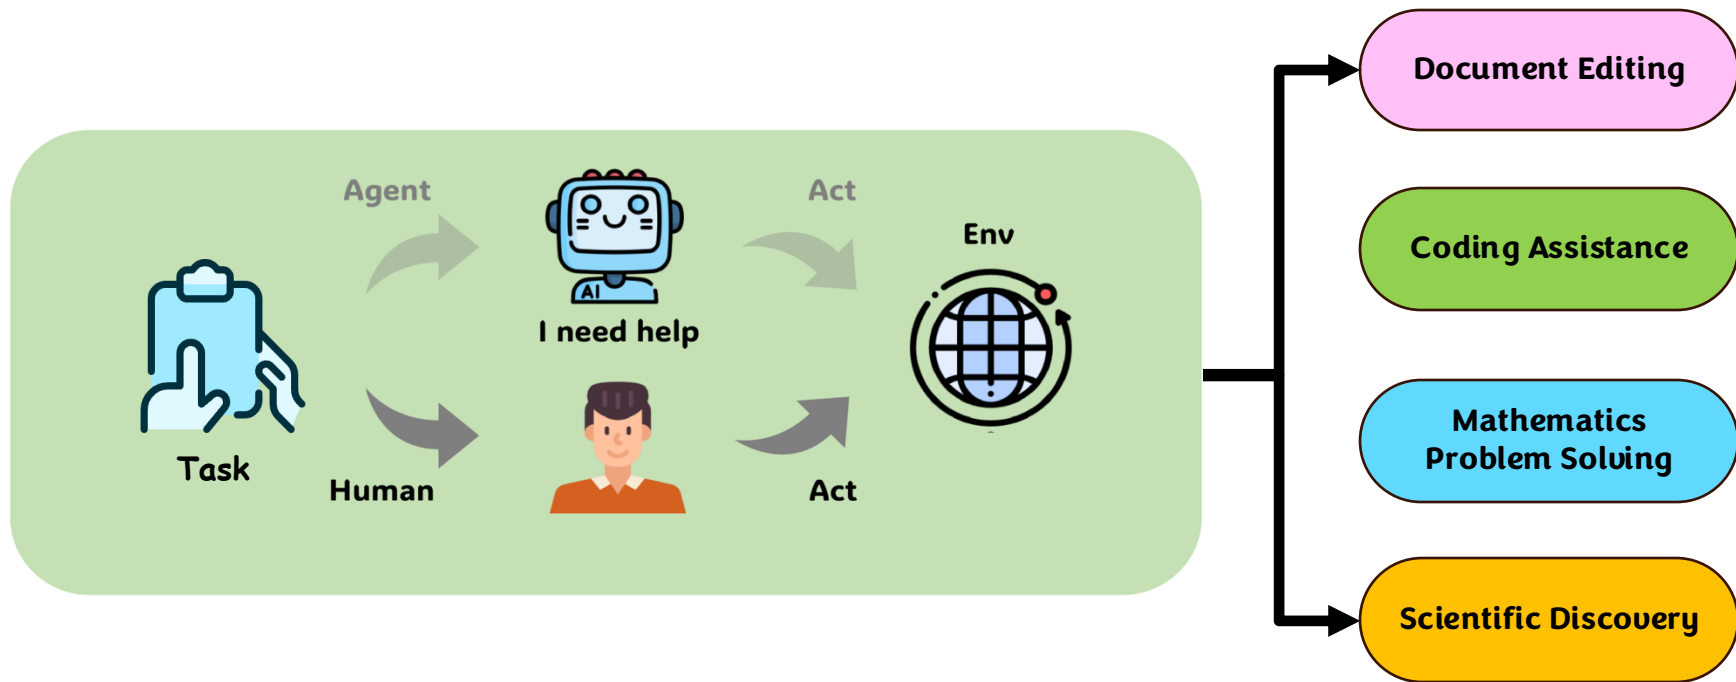 Agent
Act
Env
AI
I need help
Task
Human
Act
Document Editing
Coding Assistance
Mathematics
Problem Solving
Scientific Discovery